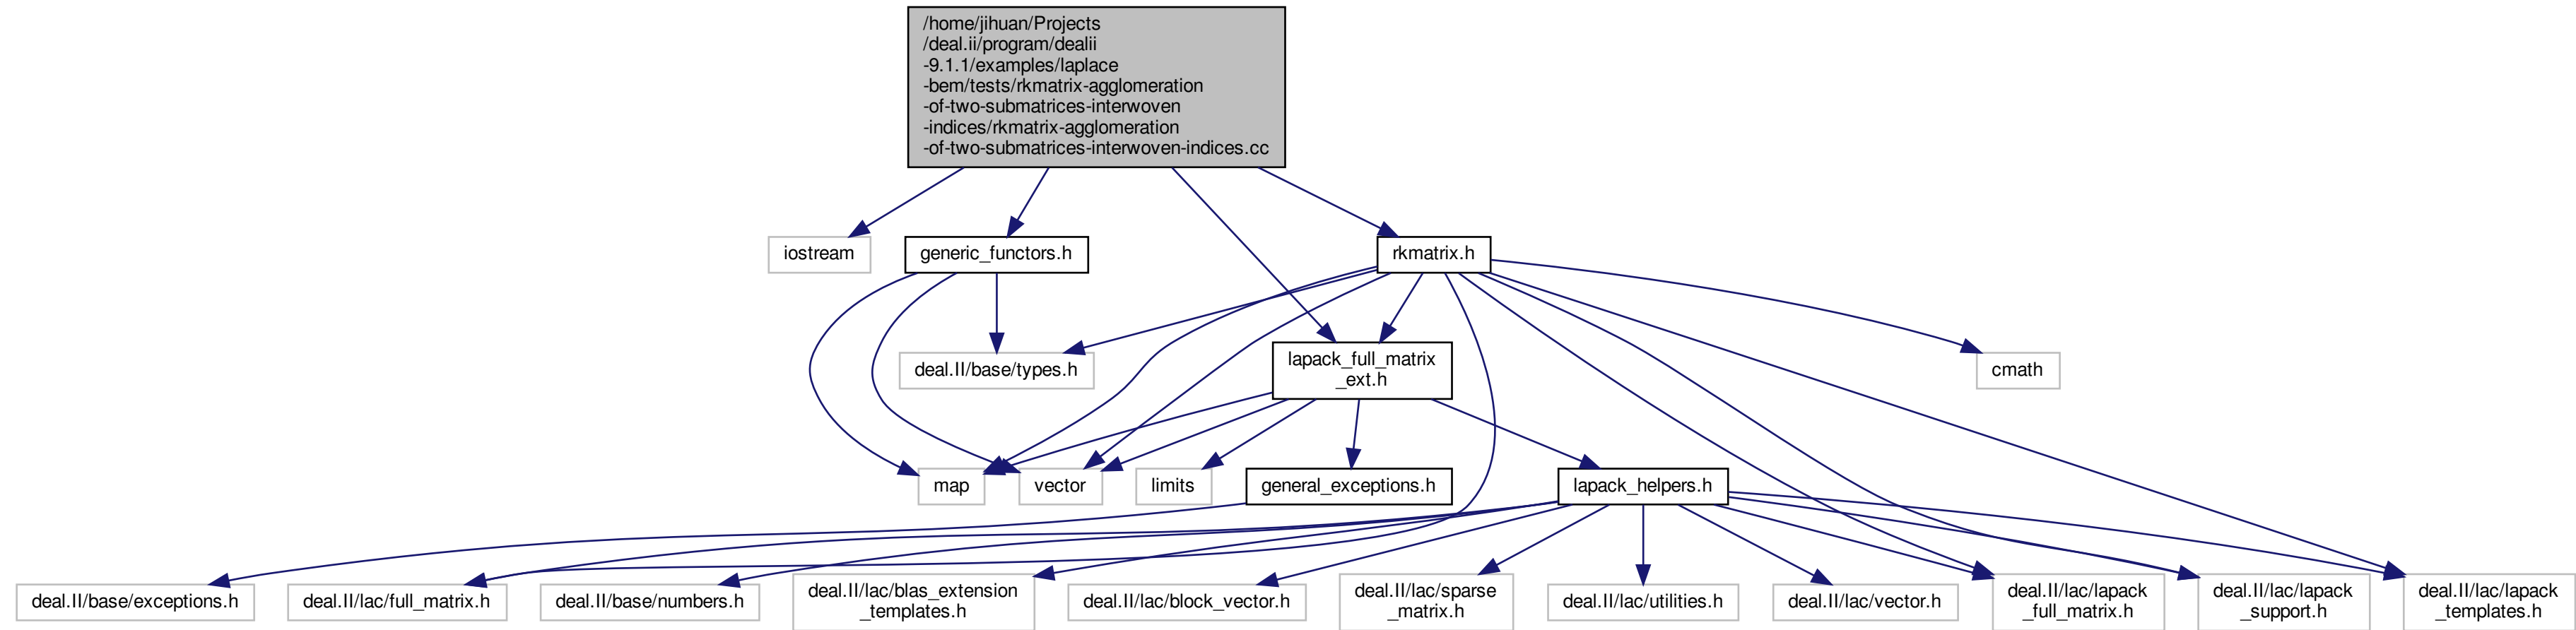 /home/jihuan/Projects
/deal.ii/program/dealii
-9.1.1/examples/laplace
-bem/tests/rkmatrix-agglomeration
-of-two-submatrices-interwoven
-indices/rkmatrix-agglomeration
-of-two-submatrices-interwoven-indices.cc
iostream
generic_functors.h
rkmatrix.h
deal.II/base/types.h
lapack_full_matrix
_ext.h
cmath
map
vector
limits
general_exceptions.h
lapack_helpers.h
deal.II/base/exceptions.h
deal.II/lac/full_matrix.h
deal.II/base/numbers.h
deal.II/lac/blas_extension
_templates.h
deal.II/lac/block_vector.h
deal.II/lac/sparse
_matrix.h
deal.II/lac/utilities.h
deal.II/lac/vector.h
deal.II/lac/lapack
_full_matrix.h
deal.II/lac/lapack
_support.h
deal.II/lac/lapack
_templates.h